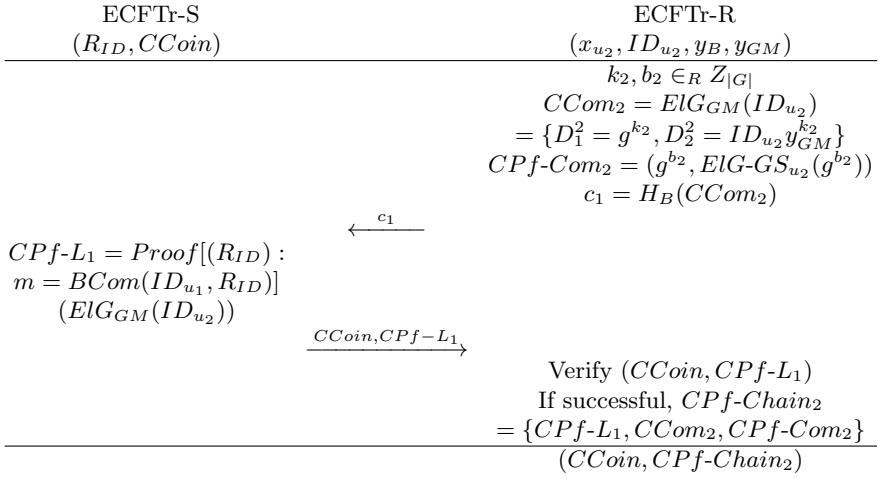 ECFTr-S ECFTr-R
(R_{ID}, CCoin) (x_{u_2}, ID_{u_2}, y_B, y_{GM})
k_2, b_2 ∈_R Z_{|G|}
CCom_2 = ElG_{GM}(ID_{u_2})
= {D_1^2 = g^{k_2}, D_2^2 = ID_{u_2} y_{GM}^{k_2}}
CPf-Com_2 = (g^{b_2}, ElG-GS_{u_2}(g^{b_2}))
c_1 = H_B(CCom_2)
c_1
←
CPf-L_1 = Proof[(R_{ID}) :
m = BCom(ID_{u_1}, R_{ID})]
(ElG_{GM}(ID_{u_2}))
CCoin,CPf−L_1
→
Verify (CCoin, CPf-L_1)
If successful, CPf-Chain_2
= {CPf-L_1, CCom_2, CPf-Com_2}
(CCoin, CPf-Chain_2)